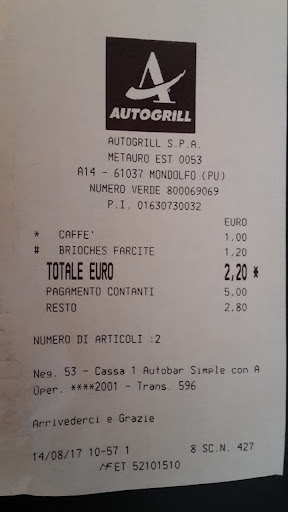 AUTOGRILL
AUTOGRILL S.P.A.
METAURO EST 0053
A14 - 61037 MONDOLFO (PU)
NUMERO VERDE 800069069
P.I. 01630730032
EURO
* CAFFE' 1,00
# BRIOCHES FARCITE 1,20
TOTALE EURO 2,20 *
PAGAMENTO CONTANTI 5,00
RESTO 2,80
NUMERO DI ARTICOLI :2
Neg. 53 - Cassa 1 Autobar Simple con A
Oper. ****2001 - Trans. 596
Arrivederci e Grazie
14/08/17 10-57 1 8 SC.N. 427
ET 52101510